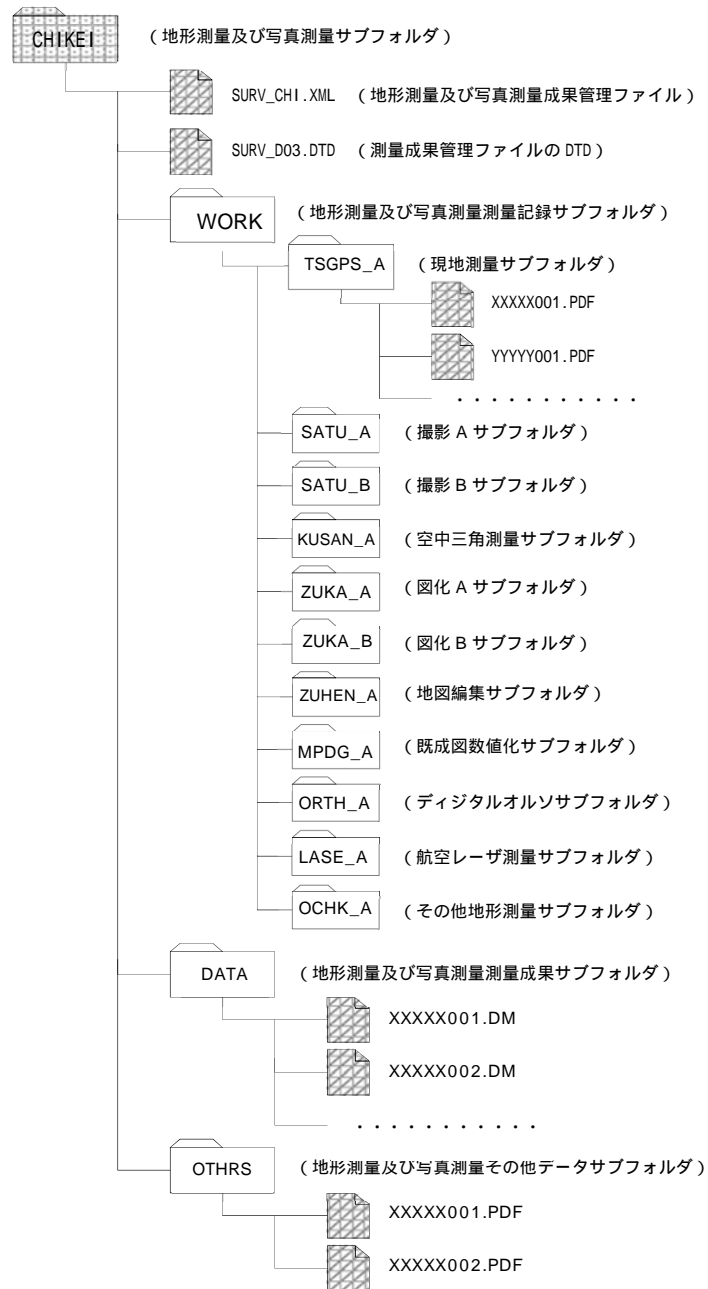 CHIKEI （地形測量及び写真測量サブフォルダ）
SURV_CHI.XML （地形測量及び写真測量成果管理ファイル）
SURV_D03.DTD （測量成果管理ファイルの DTD）
WORK （地形測量及び写真測量測量記録サブフォルダ）
TSGPS_A （現地測量サブフォルダ）
XXXXX001.PDF
YYYYY001.PDF
・・・・・・・・・・・
SATU_A （撮影 A サブフォルダ）
SATU_B （撮影 B サブフォルダ）
KUSAN_A （空中三角測量サブフォルダ）
ZUKA_A （図化 A サブフォルダ）
ZUKA_B （図化 B サブフォルダ）
ZUHEN_A （地図編集サブフォルダ）
MPDG_A （既成図数値化サブフォルダ）
ORTH_A （ディジタルオルソサブフォルダ）
LASE_A （航空レーザ測量サブフォルダ）
OCHK_A （その他地形測量サブフォルダ）
DATA （地形測量及び写真測量測量成果サブフォルダ）
XXXXX001.DM
XXXXX002.DM
・・・・・・・・・・・
OTHRS （地形測量及び写真測量その他データサブフォルダ）
XXXXX001.PDF
XXXXX002.PDF